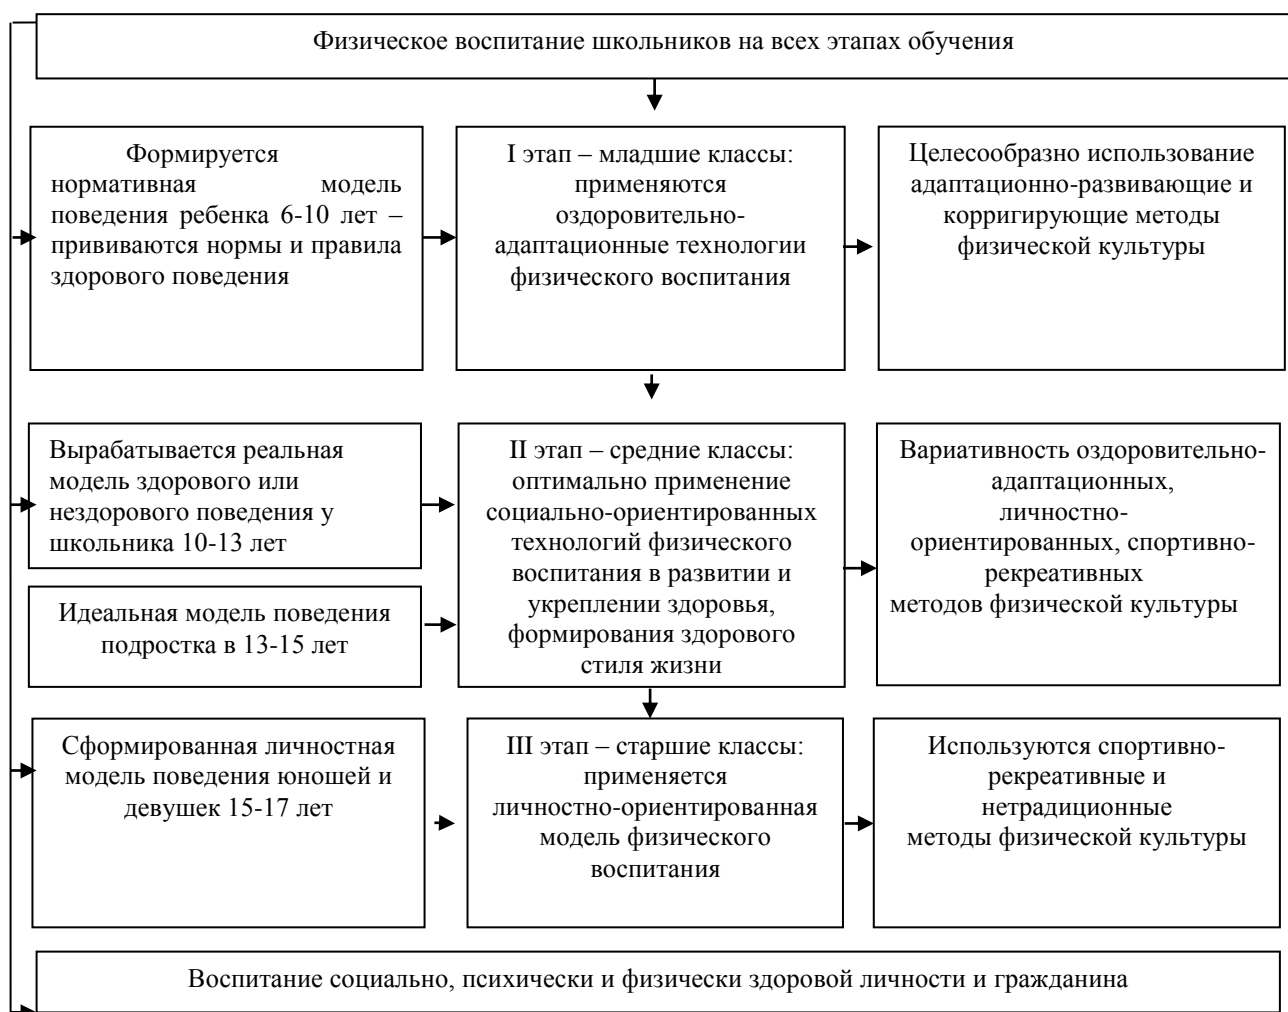 Физическое воспитание школьников на всех этапах обучения
Формируется
нормативная модель
поведения ребенка 6-10 лет –
прививаются нормы и правила
здорового поведения
I этап – младшие классы:
применяются
оздоровительно-
адаптационные технологии
физического воспитания
Целесообразно использование
адаптационно-развивающие и
корригирующие методы
физической культуры
Вырабатывается реальная
модель здорового или
нездорового поведения у
школьника 10-13 лет
Идеальная модель поведения
подростка в 13-15 лет
II этап – средние классы:
оптимально применение
социально-ориентированных
технологий физического
воспитания в развитии и
укреплении здоровья,
формирования здорового
стиля жизни
Вариативность оздоровительно-
адаптационных,
личностно-
ориентированных, спортивно-
рекреативных
методов физической культуры
Сформированная личностная
модель поведения юношей и
девушек 15-17 лет
III этап – старшие классы:
применяется
личностно-ориентированная
модель физического
воспитания
Используются спортивно-
рекреативные и
нетрадиционные
методы физической культуры
Воспитание социально, психически и физически здоровой личности и гражданина